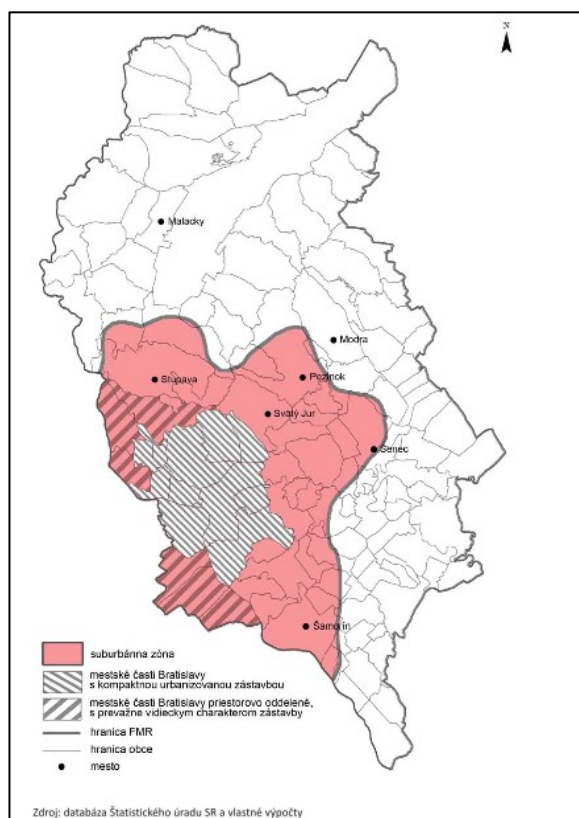 N
Malacky
Modra
Stupava
Pezinok
Svätý Jur
Senec
Šamorín
suburbánna zóna
mestské časti Bratislavy
s kompaktnou urbanizovanou zástavbou
mestské časti Bratislavy priestorovo oddelené,
s prevažne vidieckym charakterom zástavby
hranica FMR
hranica obce
mesto
Zdroj: databáza Štatistického úradu SR a vlastné výpočty